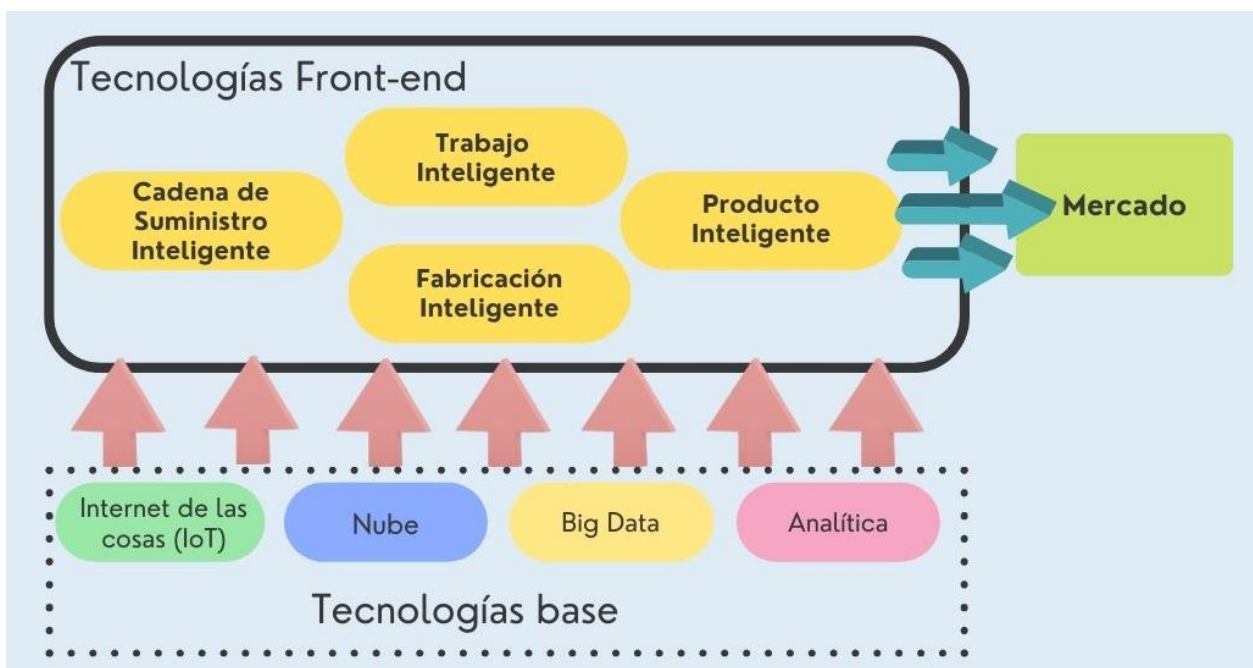 Tecnologías Front-end
Trabajo
Inteligente
Cadena de
Suministro
Inteligente
Producto
Inteligente
Mercado
Fabricación
Inteligente
Internet de las
cosas (IoT)
Nube
Big Data
Analítica
Tecnologías base